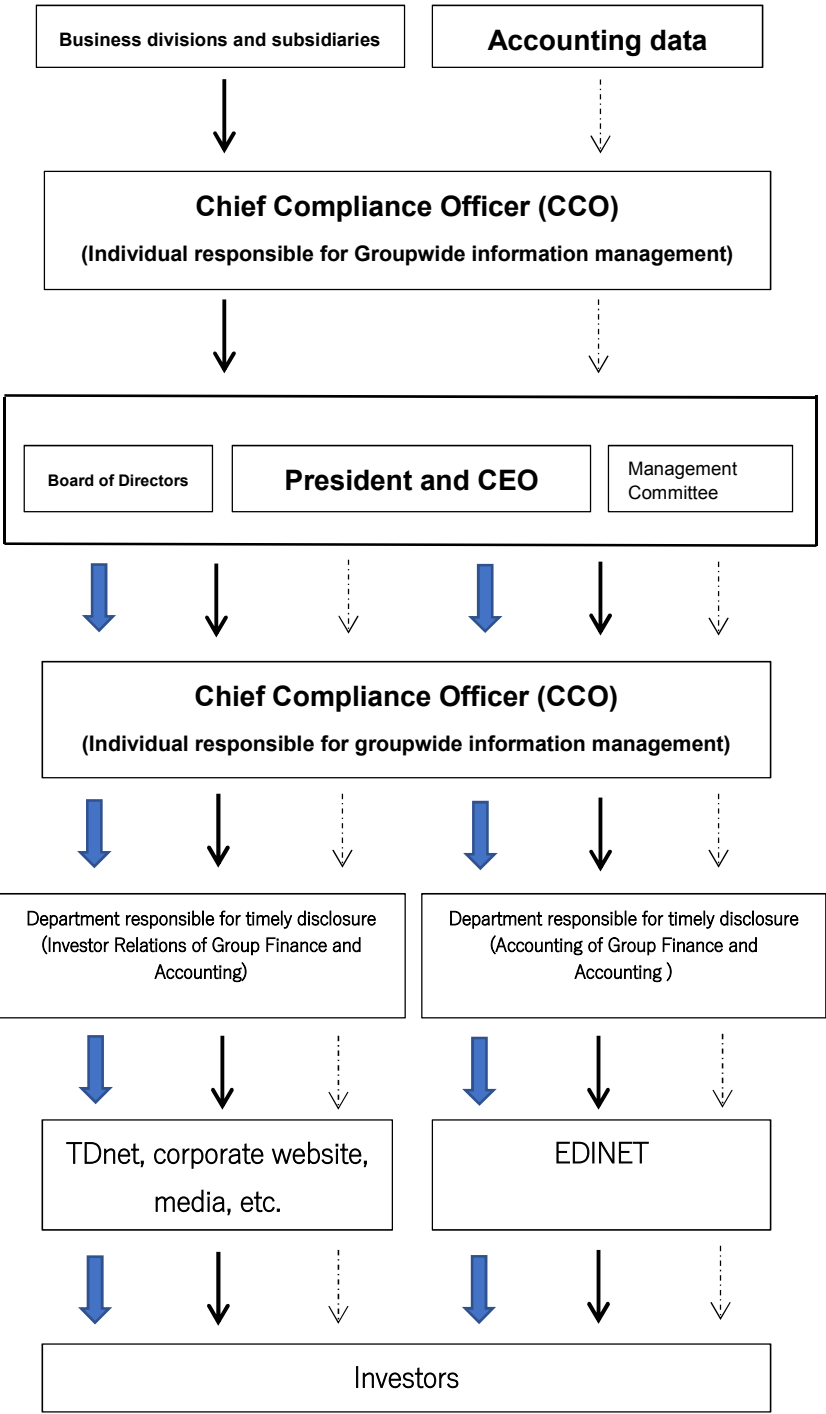 Business divisions and subsidiaries
Accounting data
Chief Compliance Officer (CCO)
(Individual responsible for Groupwide information management)
Board of Directors
President and CEO
Management
Committee
Chief Compliance Officer (CCO)
(Individual responsible for groupwide information management)
Department responsible for timely disclosure
(Investor Relations of Group Finance and
Accounting)
Department responsible for timely disclosure
(Accounting of Group Finance and
Accounting )
TDnet, corporate website,
media, etc.
EDINET
Investors